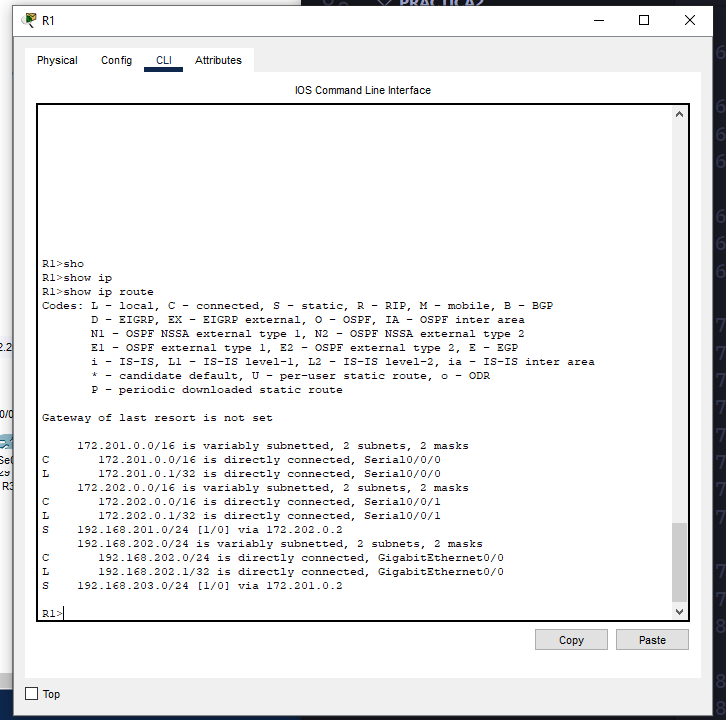 PRACTICA2
R1
Physical
Config
CLI
Attributes
IOS Command Line Interface
R1>sho
R1>show ip
R1>show ip route
Codes: L - local, C - connected, S - static, R - RIP, M - mobile, B - BGP
D - EIGRP, EX - EIGRP external, O - OSPF, IA - OSPF inter area
N1 - OSPF NSSA external type 1, N2 - OSPF NSSA external type 2
E1 - OSPF external type 1, E2 - OSPF external type 2, E - EGP
i - IS-IS, L1 - IS-IS level-1, L2 - IS-IS level-2, ia - IS-IS inter area
* - candidate default, U - per-user static route, o - ODR
P - periodic downloaded static route
Gateway of last resort is not set
172.201.0.0/16 is variably subnetted, 2 subnets, 2 masks
C 172.201.0.0/16 is directly connected, Serial0/0/0
L 172.201.0.1/32 is directly connected, Serial0/0/0
172.202.0.0/16 is variably subnetted, 2 subnets, 2 masks
C 172.202.0.0/16 is directly connected, Serial0/0/1
L 172.202.0.1/32 is directly connected, Serial0/0/1
S 192.168.201.0/24 [1/0] via 172.202.0.2
192.168.202.0/24 is variably subnetted, 2 subnets, 2 masks
C 192.168.202.0/24 is directly connected, GigabitEthernet0/0
L 192.168.202.1/32 is directly connected, GigabitEthernet0/0
S 192.168.203.0/24 [1/0] via 172.201.0.2
R1>
Copy
Paste
Top